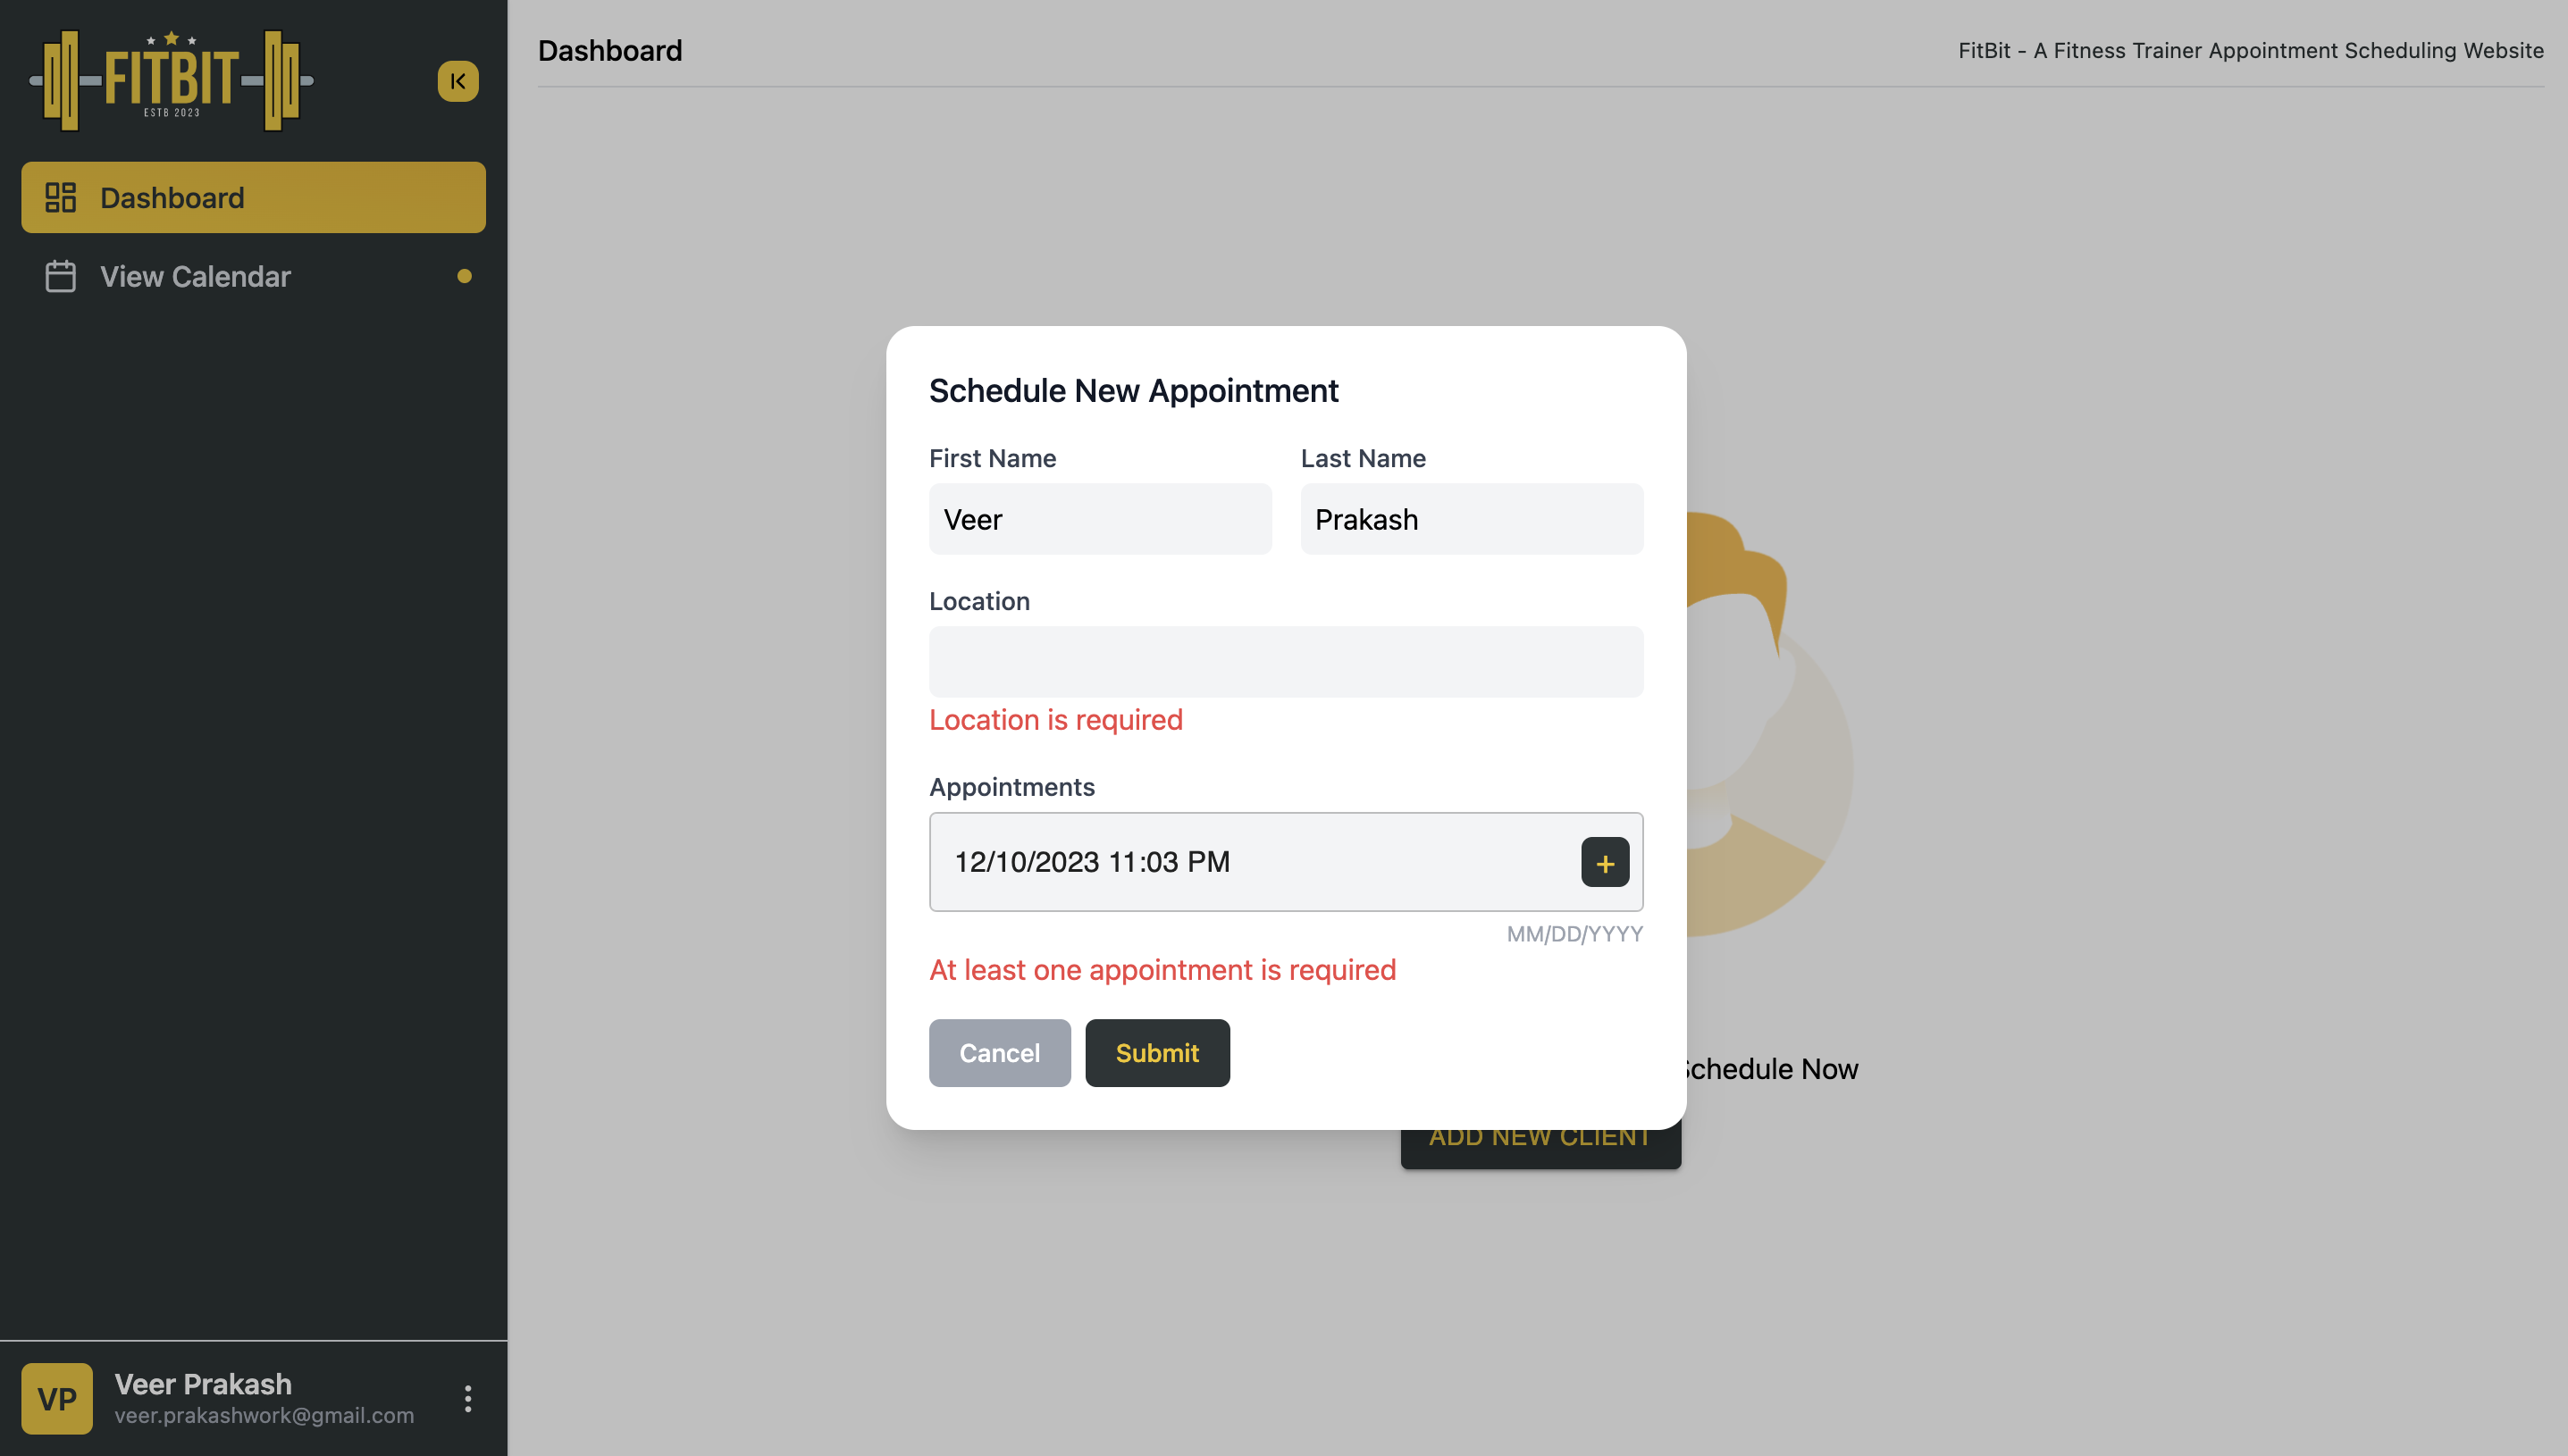 FITBIT
ESTB 2023
Dashboard
View Calendar
Veer Prakash
veer.prakashwork@gmail.com
VP
Dashboard
FitBit - A Fitness Trainer Appointment Scheduling Website
Schedule New Appointment
First Name
Last Name
Veer
Prakash
Location
Location is required
Appointments
12/10/2023 11:03 PM
+
MM/DD/YYYY
At least one appointment is required
Cancel
Submit
Schedule Now
ADD NEW CLIENT